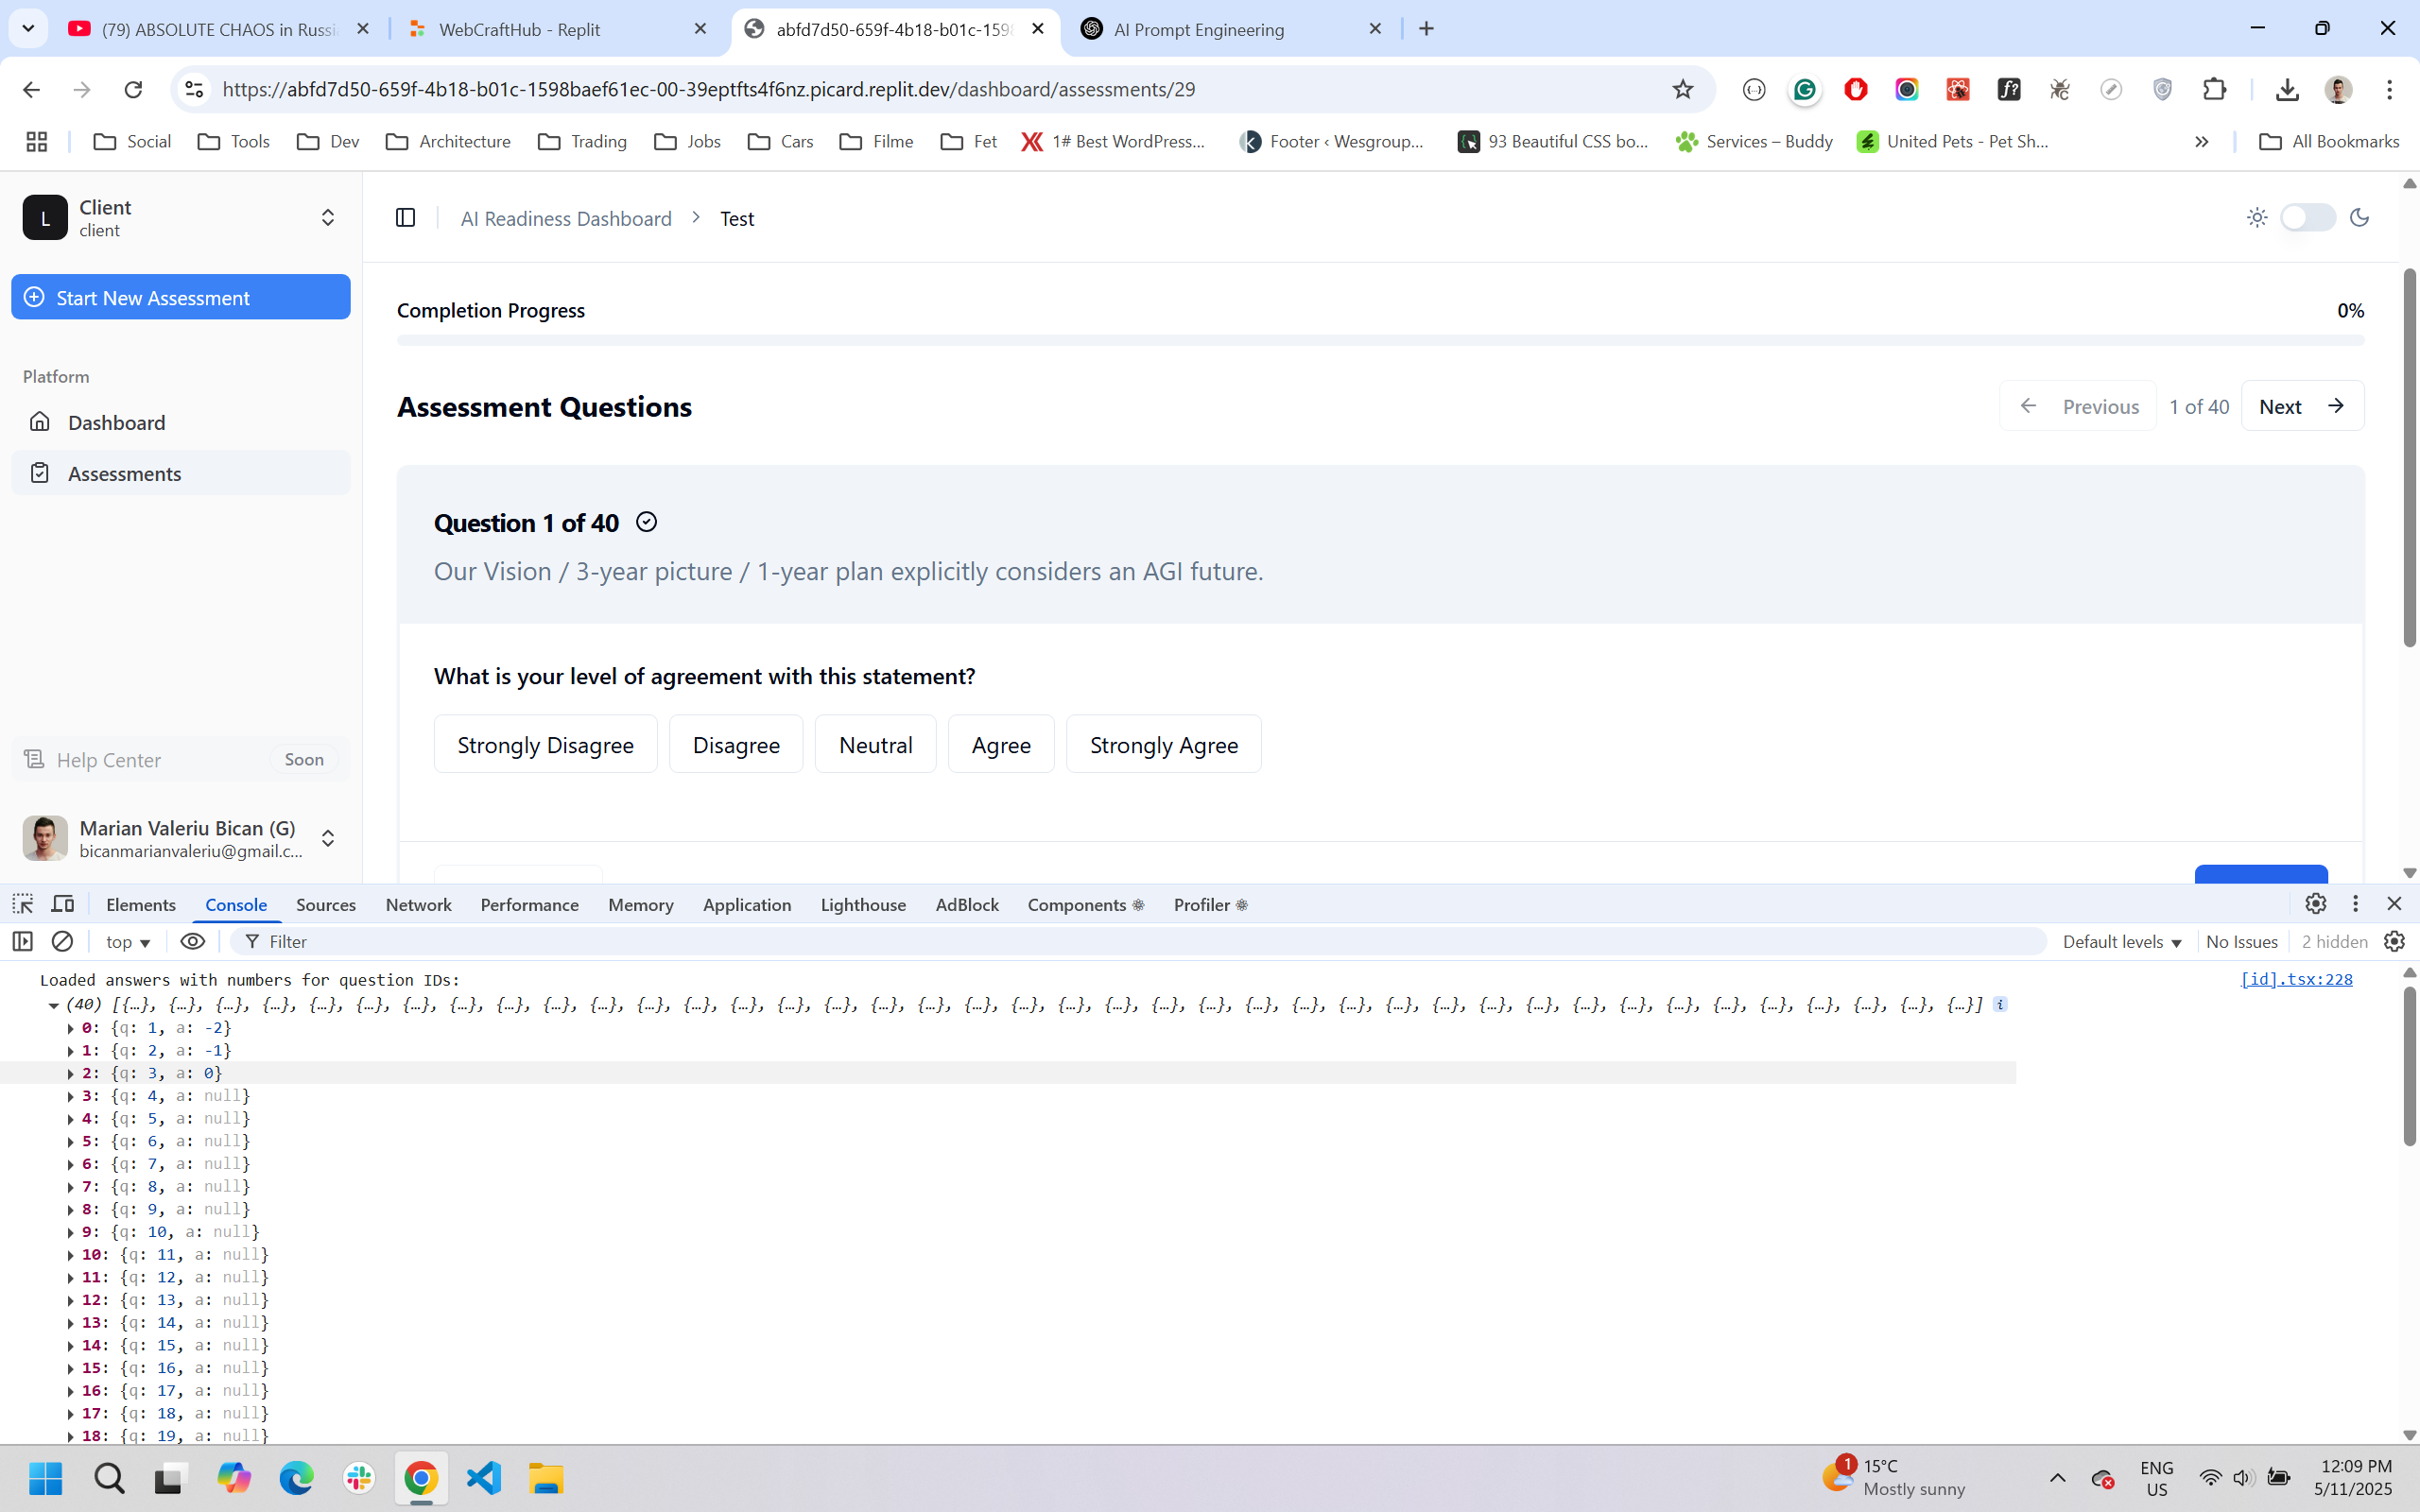 (79) ABSOLUTE CHAOS in Russi
WebCraftHub - Replit
abfd7d50-659f-4b18-b01c-159
AI Prompt Engineering
https://abfd7d50-659f-4b18-b01c-1598baef61ec-00-39eptfts4f6nz.picard.replit.dev/dashboard/assessments/29
Social
Tools
Dev
Architecture
Trading
Jobs
Cars
Filme
Fet
1# Best WordPress...
Footer ‹ Wesgroup...
93 Beautiful CSS bo...
Services – Buddy
United Pets - Pet Sh...
All Bookmarks
L
Client
client
AI Readiness Dashboard
Test
Start New Assessment
Platform
Dashboard
Assessments
Help Center
Soon
Marian Valeriu Bican (G)
bicanmarianvaleriu@gmail.c...
Completion Progress
0%
Assessment Questions
Previous
1 of 40
Next
Question 1 of 40
Our Vision / 3-year picture / 1-year plan explicitly considers an AGI future.
What is your level of agreement with this statement?
Strongly Disagree
Disagree
Neutral
Agree
Strongly Agree
Elements
Console
Sources
Network
Performance
Memory
Application
Lighthouse
AdBlock
Components
Profiler
top
Filter
Default levels
No Issues
2 hidden
Loaded answers with numbers for question IDs:
[id].tsx:228
(40) [{…}, {…}, {…}, {…}, {…}, {…}, {…}, {…}, {…}, {…}, {…}, {…}, {…}, {…}, {…}, {…}, {…}, {…}, {…}, {…}, {…}, {…}, {…}, {…}, {…}, {…}, {…}, {…}, {…}, {…}, {…}, {…}, {…}, {…}, {…}, {…}, {…}, {…}, {…}, {…}]
0: {q: 1, a: -2}
1: {q: 2, a: -1}
2: {q: 3, a: 0}
3: {q: 4, a: null}
4: {q: 5, a: null}
5: {q: 6, a: null}
6: {q: 7, a: null}
7: {q: 8, a: null}
8: {q: 9, a: null}
9: {q: 10, a: null}
10: {q: 11, a: null}
11: {q: 12, a: null}
12: {q: 13, a: null}
13: {q: 14, a: null}
14: {q: 15, a: null}
15: {q: 16, a: null}
16: {q: 17, a: null}
17: {q: 18, a: null}
18: {q: 19, a: null}
1
15°C
Mostly sunny
ENG
US
12:09 PM
5/11/2025